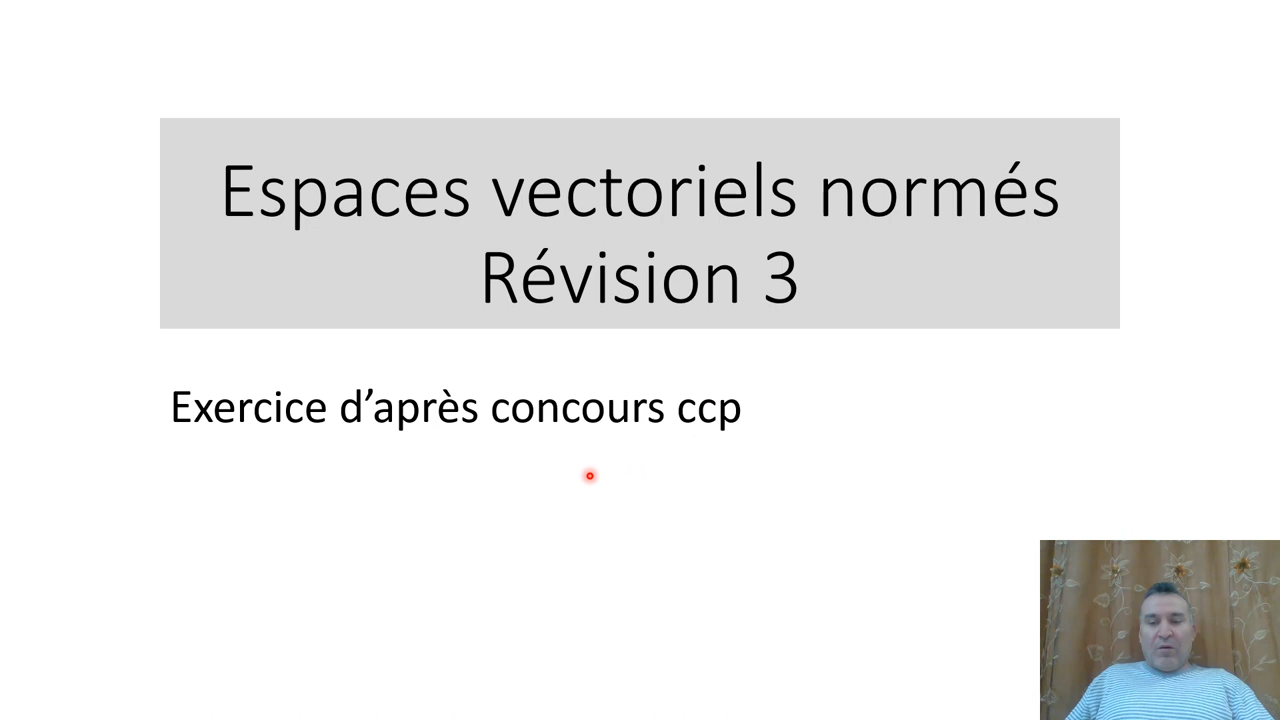 Espaces vectoriels normés
Révision 3
Exercice d’après concours ccp